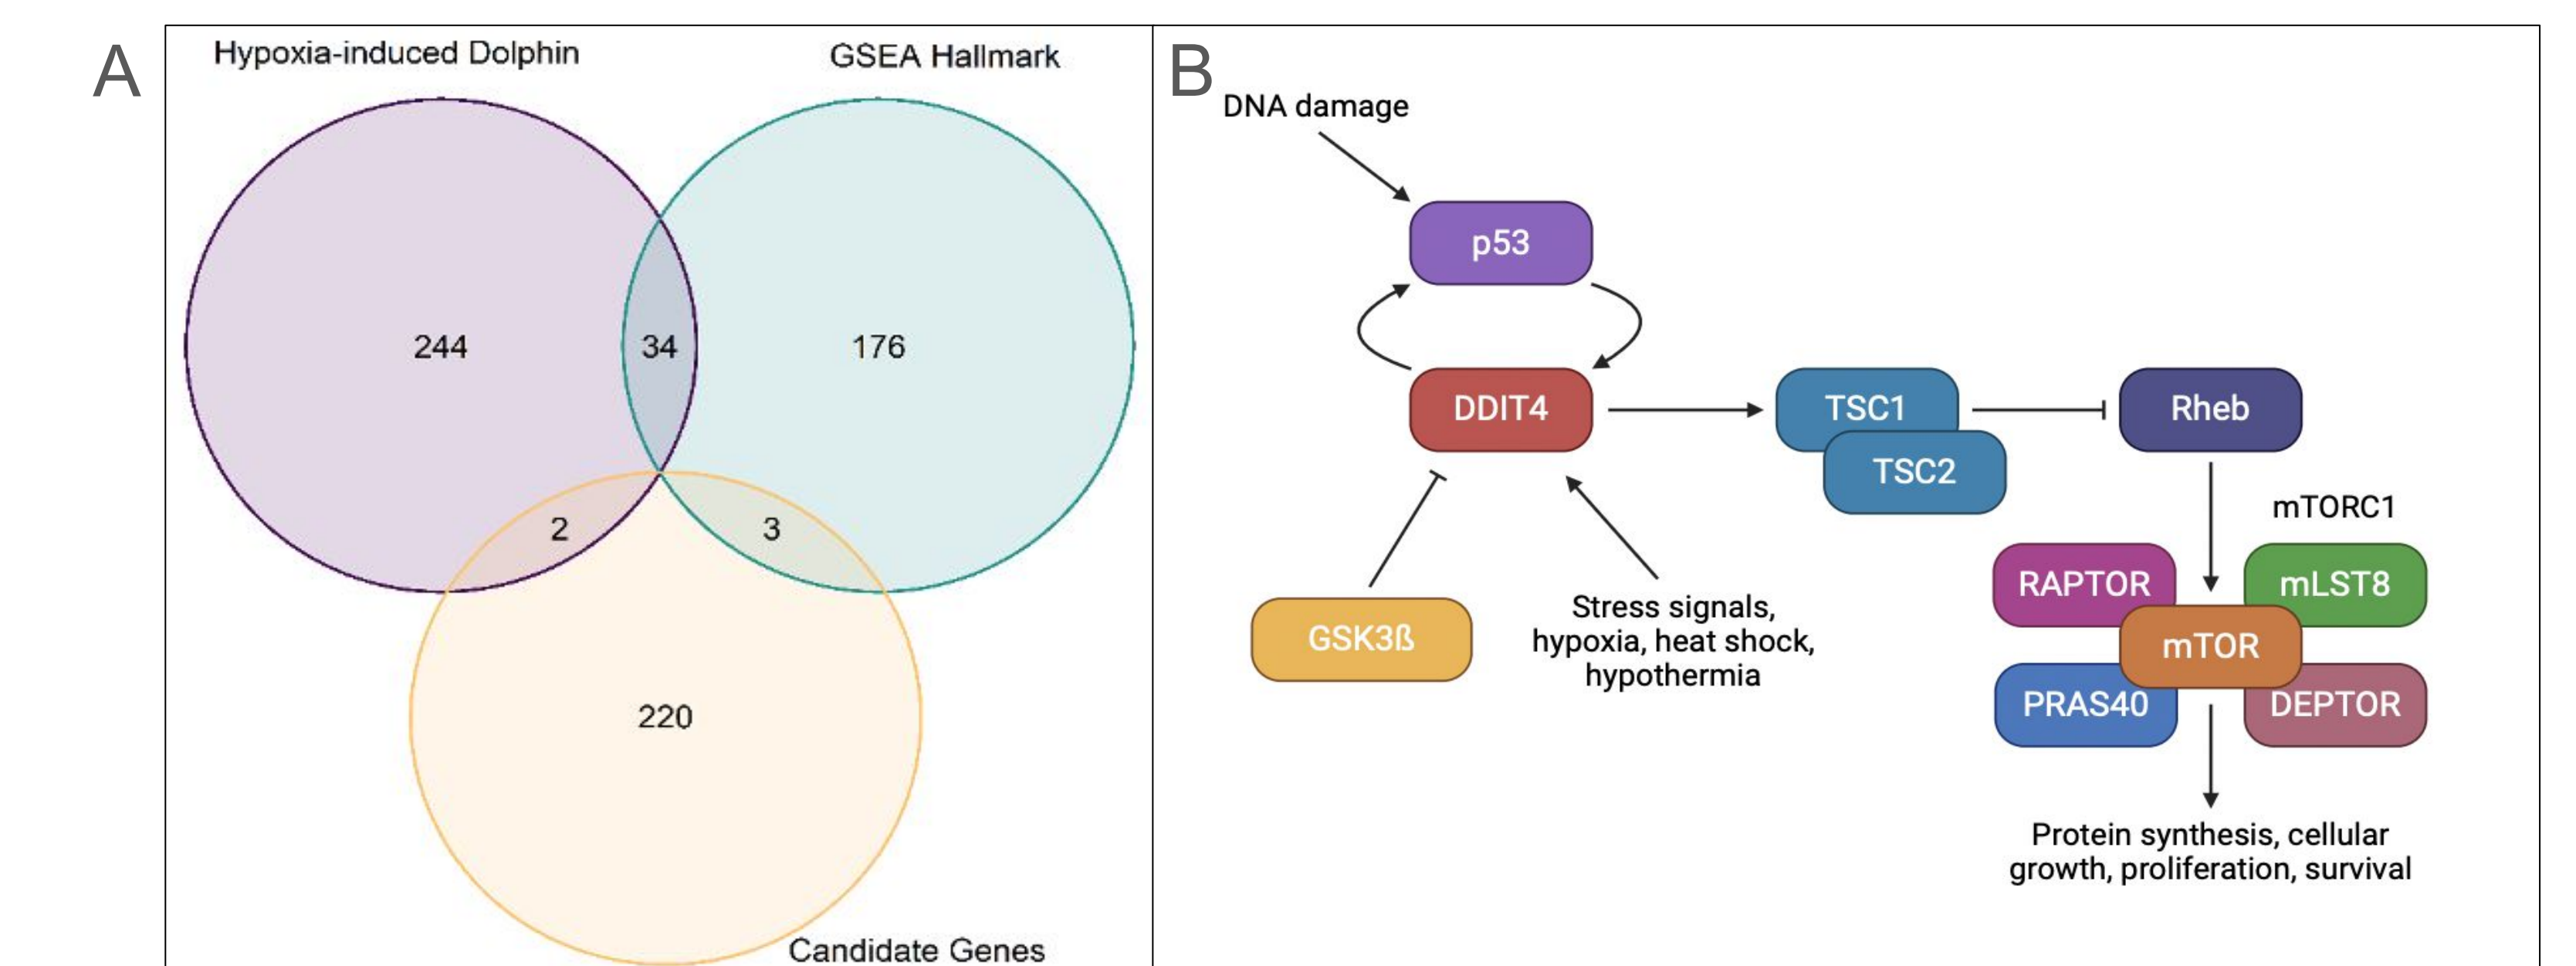 A
Hypoxia-induced Dolphin
GSEA Hallmark
244
34
176
2
3
220
Candidate Genes
B
DNA damage
p53
DDIT4
TSC1
TSC2
Rheb
GSK3ß
Stress signals,
hypoxia, heat shock,
hypothermia
mTORC1
RAPTOR
mLST8
mTOR
PRAS40
DEPTOR
Protein synthesis, cellular
growth, proliferation, survival